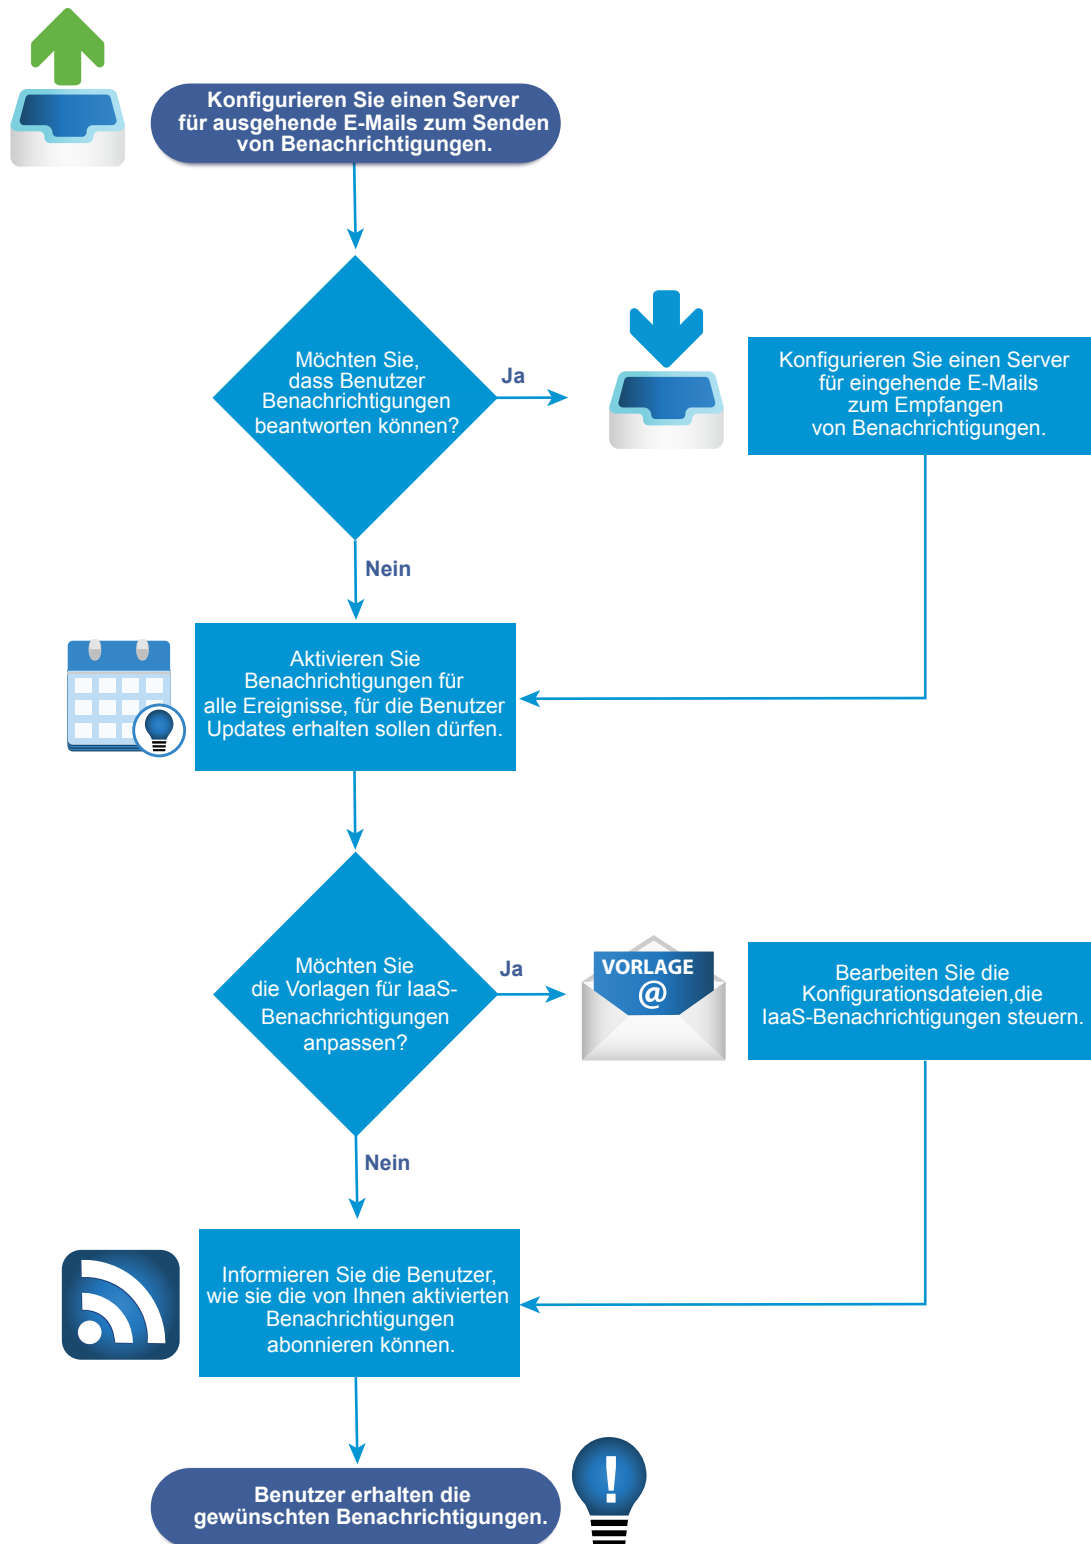 Konfigurieren Sie einen Server
für ausgehende E-Mails zum Senden
von Benachrichtigungen.
Möchten Sie,
dass Benutzer
Benachrichtigungen
beantworten können?
Ja
Konfigurieren Sie einen Server
für eingehende E-Mails
zum Empfangen
von Benachrichtigungen.
Nein
Aktivieren Sie
Benachrichtigungen für
alle Ereignisse, für die Benutzer
Updates erhalten sollen dürfen.
Möchten Sie
die Vorlagen für IaaS-
Benachrichtigungen
anpassen?
Ja
VORLAGE
@
Bearbeiten Sie die
Konfigurationsdateien,die
IaaS-Benachrichtigungen steuern.
Nein
Informieren Sie die Benutzer,
wie sie die von Ihnen aktivierten
Benachrichtigungen
abonnieren können.
Benutzer erhalten die
gewünschten Benachrichtigungen.
!